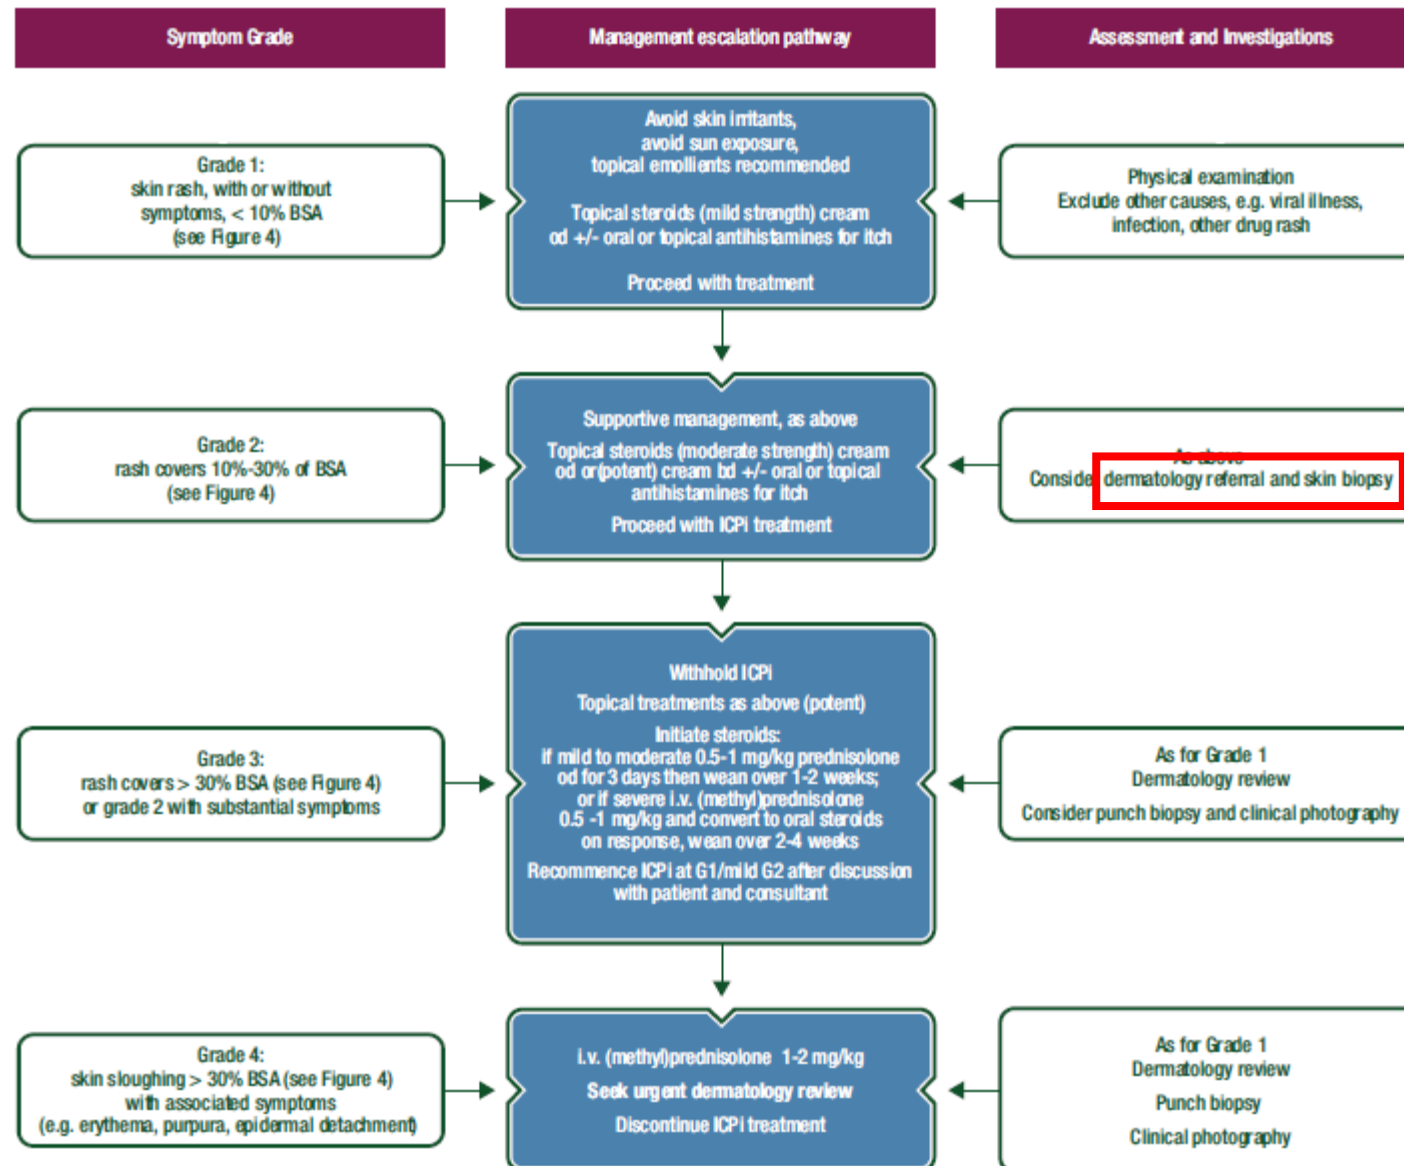 Symptom Grade
Management escalation pathway
Assessment and Investigations
Grade 1:
skin rash, with or without
symptoms, < 10% BSA
(see Figure 4)
Avoid skin irritants,
avoid sun exposure,
topical emollients recommended
Topical steroids (mild strength) cream
od +/- oral or topical antihistamines for itch
Proceed with treatment
Physical examination
Exclude other causes, e.g. viral illness,
infection, other drug rash
Grade 2:
rash covers 10%-30% of BSA
(see Figure 4)
Supportive management, as above
Topical steroids (moderate strength) cream
od or(potent) cream bd +/- oral or topical
antihistamines for itch
Proceed with ICPi treatment
As above
Consider dermatology referral and skin biopsy
Grade 3:
rash covers > 30% BSA (see Figure 4)
or grade 2 with substantial symptoms
Withhold ICPi
Topical treatments as above (potent)
Initiate steroids:
if mild to moderate 0.5-1 mg/kg prednisolone
od for 3 days then wean over 1-2 weeks;
or if severe i.v. (methyl)prednisolone
0.5 -1 mg/kg and convert to oral steroids
on response, wean over 2-4 weeks
Recommence ICPi at G1/mild G2 after discussion
with patient and consultant
As for Grade 1
Dermatology review
Consider punch biopsy and clinical photography
Grade 4:
skin sloughing > 30% BSA (see Figure 4)
with associated symptoms
(e.g. erythema, purpura, epidermal detachment)
i.v. (methyl)prednisolone 1-2 mg/kg
Seek urgent dermatology review
Discontinue ICPi treatment
As for Grade 1
Dermatology review
Punch biopsy
Clinical photography